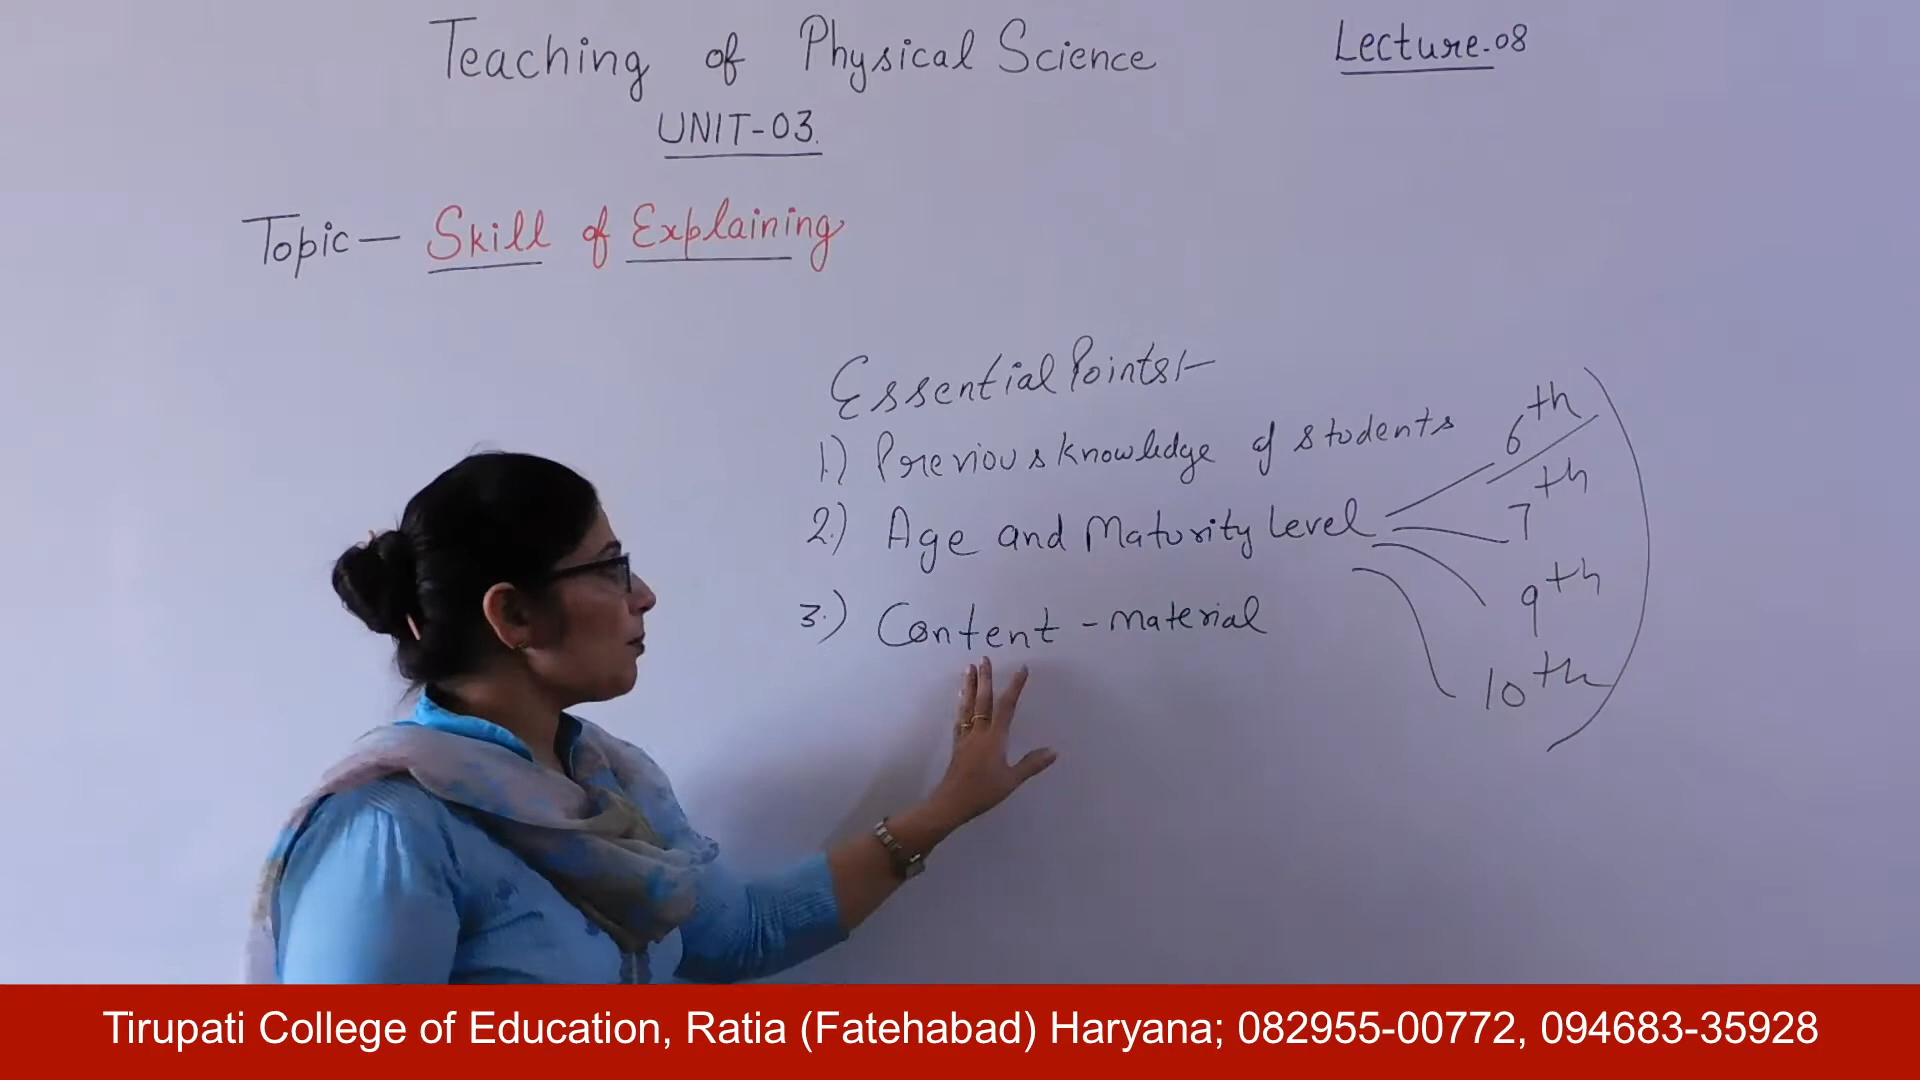 Teaching of Physical Science
Lecture-08
UNIT-03.
Topic— Skill of Explaining
Essential Points:-
1.) Previous knowledge of students
2.) Age and Maturity Level
6th
7th
9th
10th
3.) Content - material
Tirupati College of Education, Ratia (Fatehabad) Haryana; 082955-00772, 094683-35928